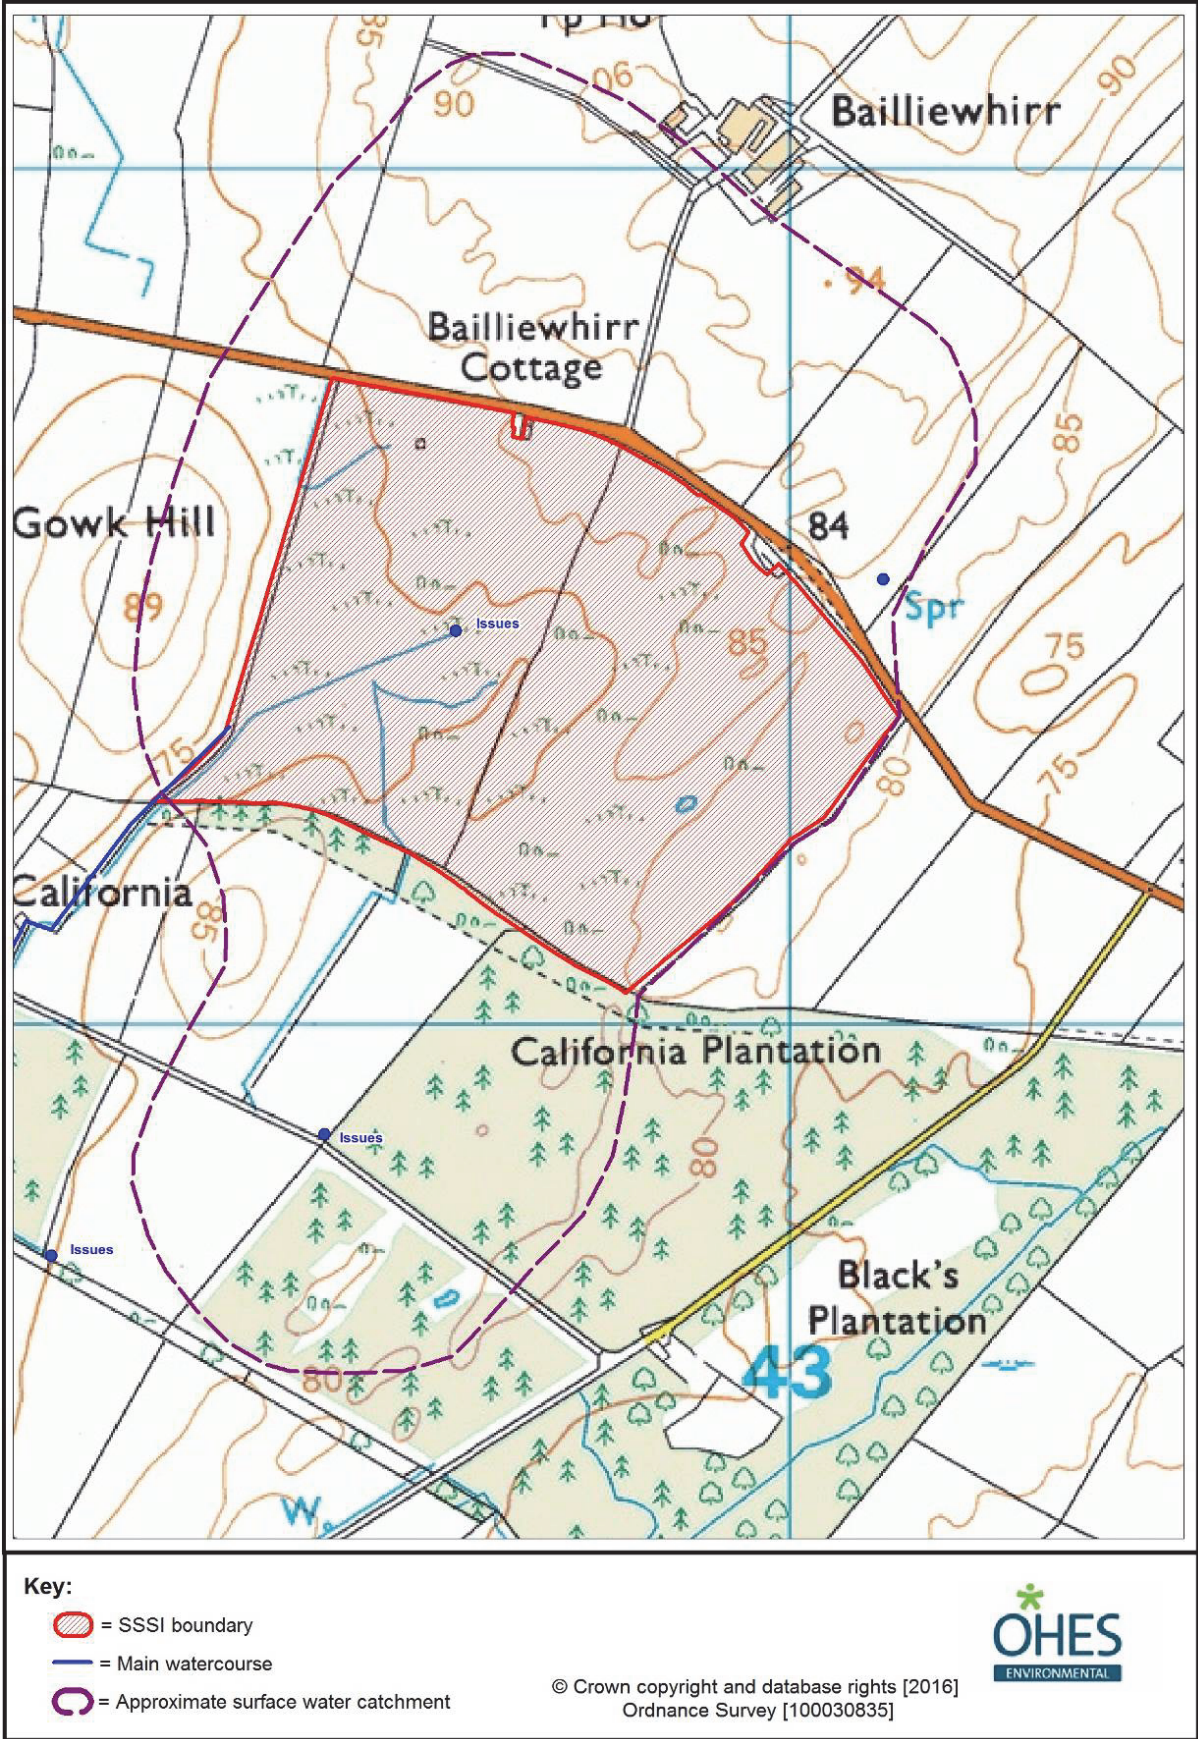 90
90
90
85
Bailliewhirr
94
Bailliewhirr
Cottage
85
84
Gowk Hill
89
Spr
Issues
85
75
75
75
80
California
85
California Plantation
80
Issues
Issues
Black's
Plantation
43
80
W
Key:
= SSSI boundary
= Main watercourse
= Approximate surface water catchment
© Crown copyright and database rights [2016]
Ordnance Survey [100030835]
OHES
ENVIRONMENTAL